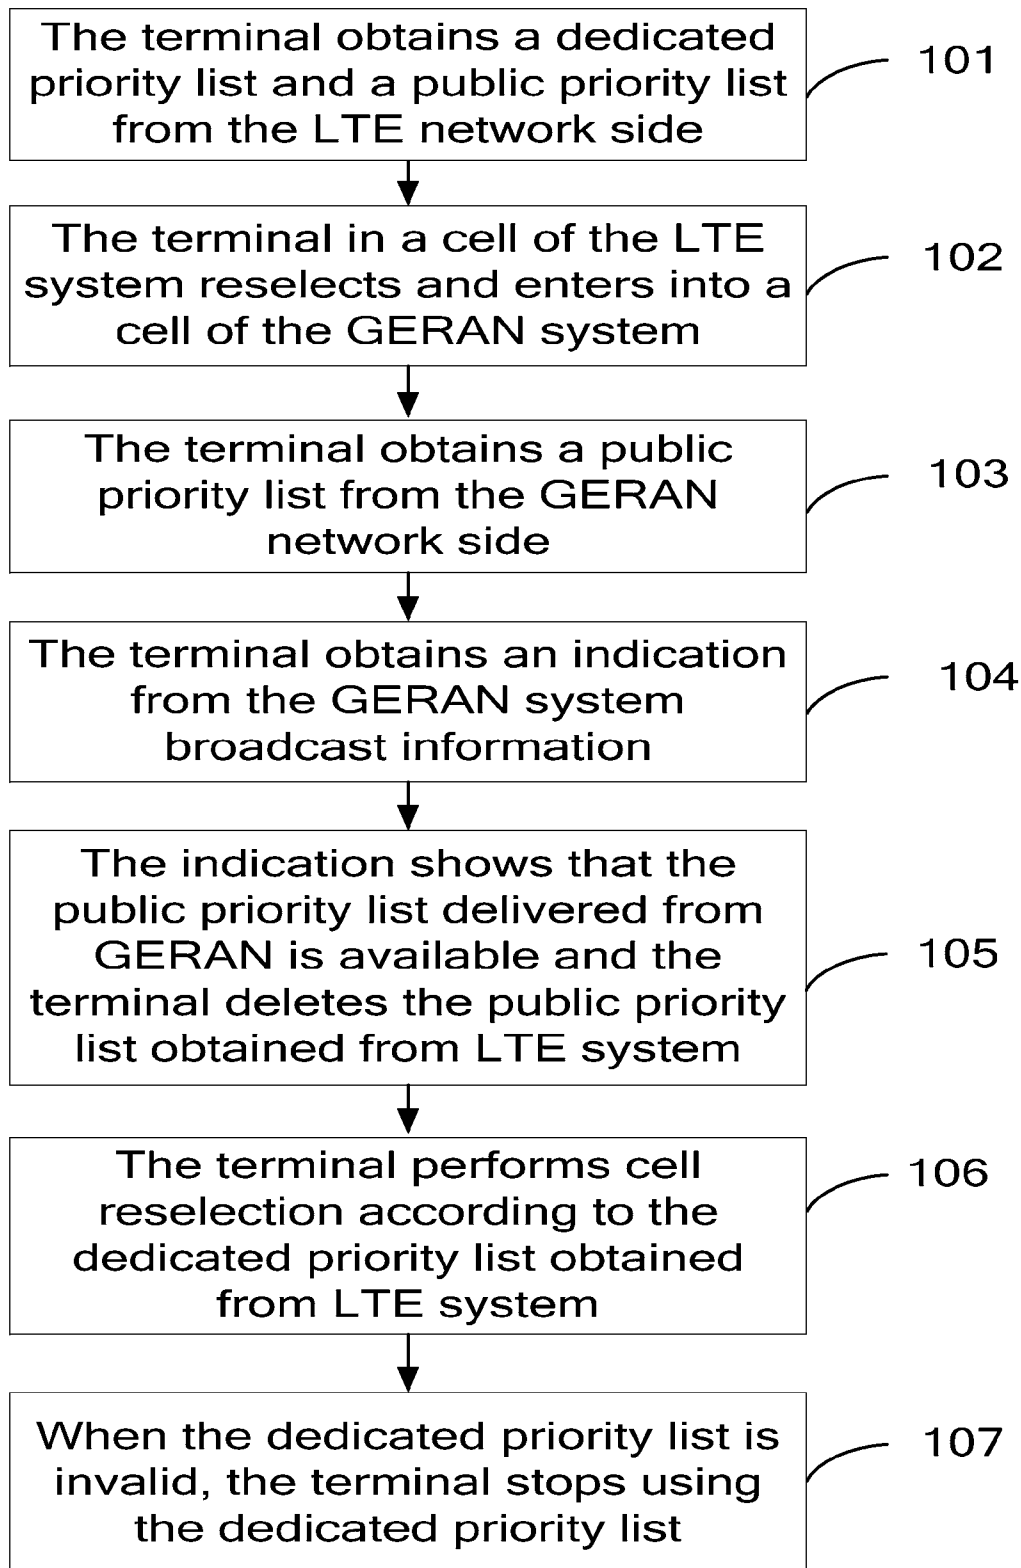 The terminal obtains a dedicated
priority list and a public priority list
from the LTE network side
101
The terminal in a cell of the LTE
system reselects and enters into a
cell of the GERAN system
102
The terminal obtains a public
priority list from the GERAN
network side
103
The terminal obtains an indication
from the GERAN system
broadcast information
104
The indication shows that the
public priority list delivered from
GERAN is available and the
terminal deletes the public priority
list obtained from LTE system
105
The terminal performs cell
reselection according to the
dedicated priority list obtained
from LTE system
106
When the dedicated priority list is
invalid, the terminal stops using
the dedicated priority list
107